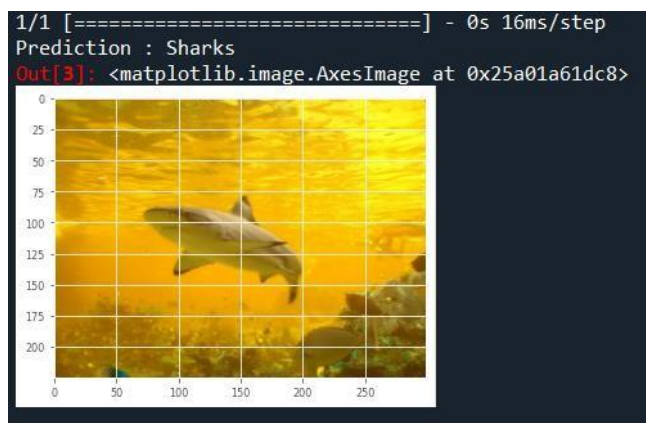 1/1 [==============================] - 0s 16ms/step
Prediction : Sharks
Out[3]: <matplotlib.image.AxesImage at 0x25a01a61dc8>
0
25
50
75
100
125
150
175
200
0 50 100 150 200 250